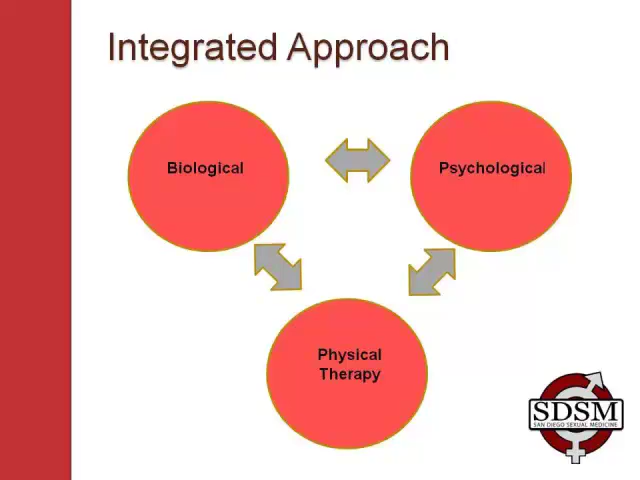 Integrated Approach
Biological
Psychological
Physical
Therapy
SDSM
SAN DIEGO SEXUAL MEDICINE